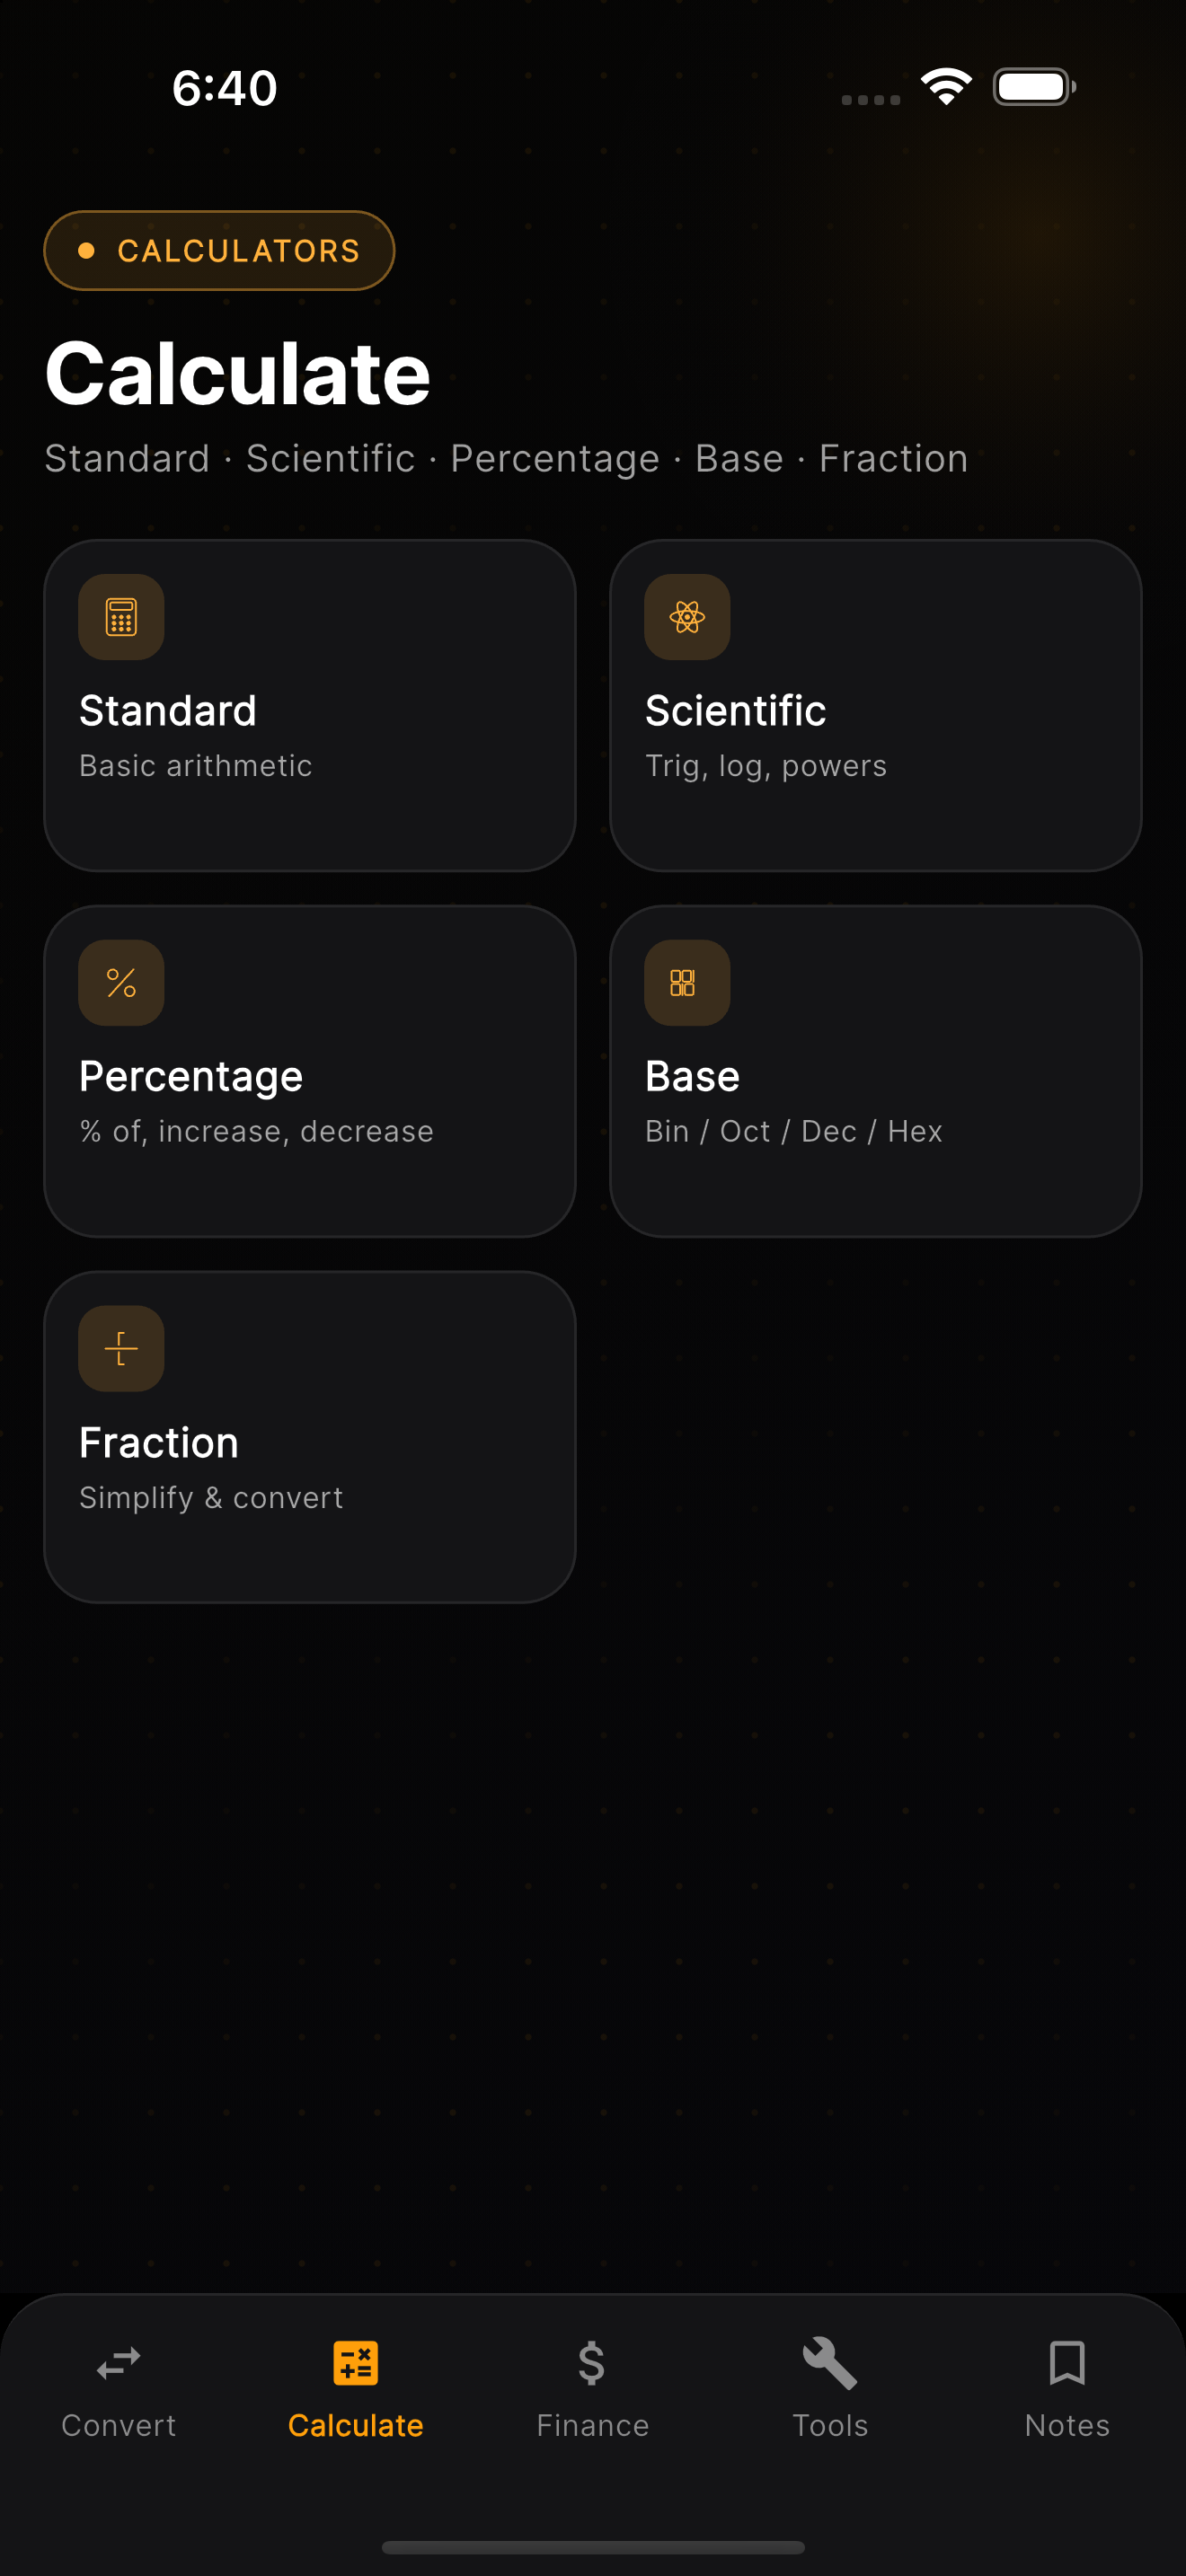 6:40
CALCULATORS
Calculate
Standard · Scientific · Percentage · Base · Fraction
Standard
Basic arithmetic
Scientific
Trig, log, powers
Percentage
% of, increase, decrease
Base
Bin / Oct / Dec / Hex
Fraction
Simplify & convert
Convert
Calculate
Finance
Tools
Notes